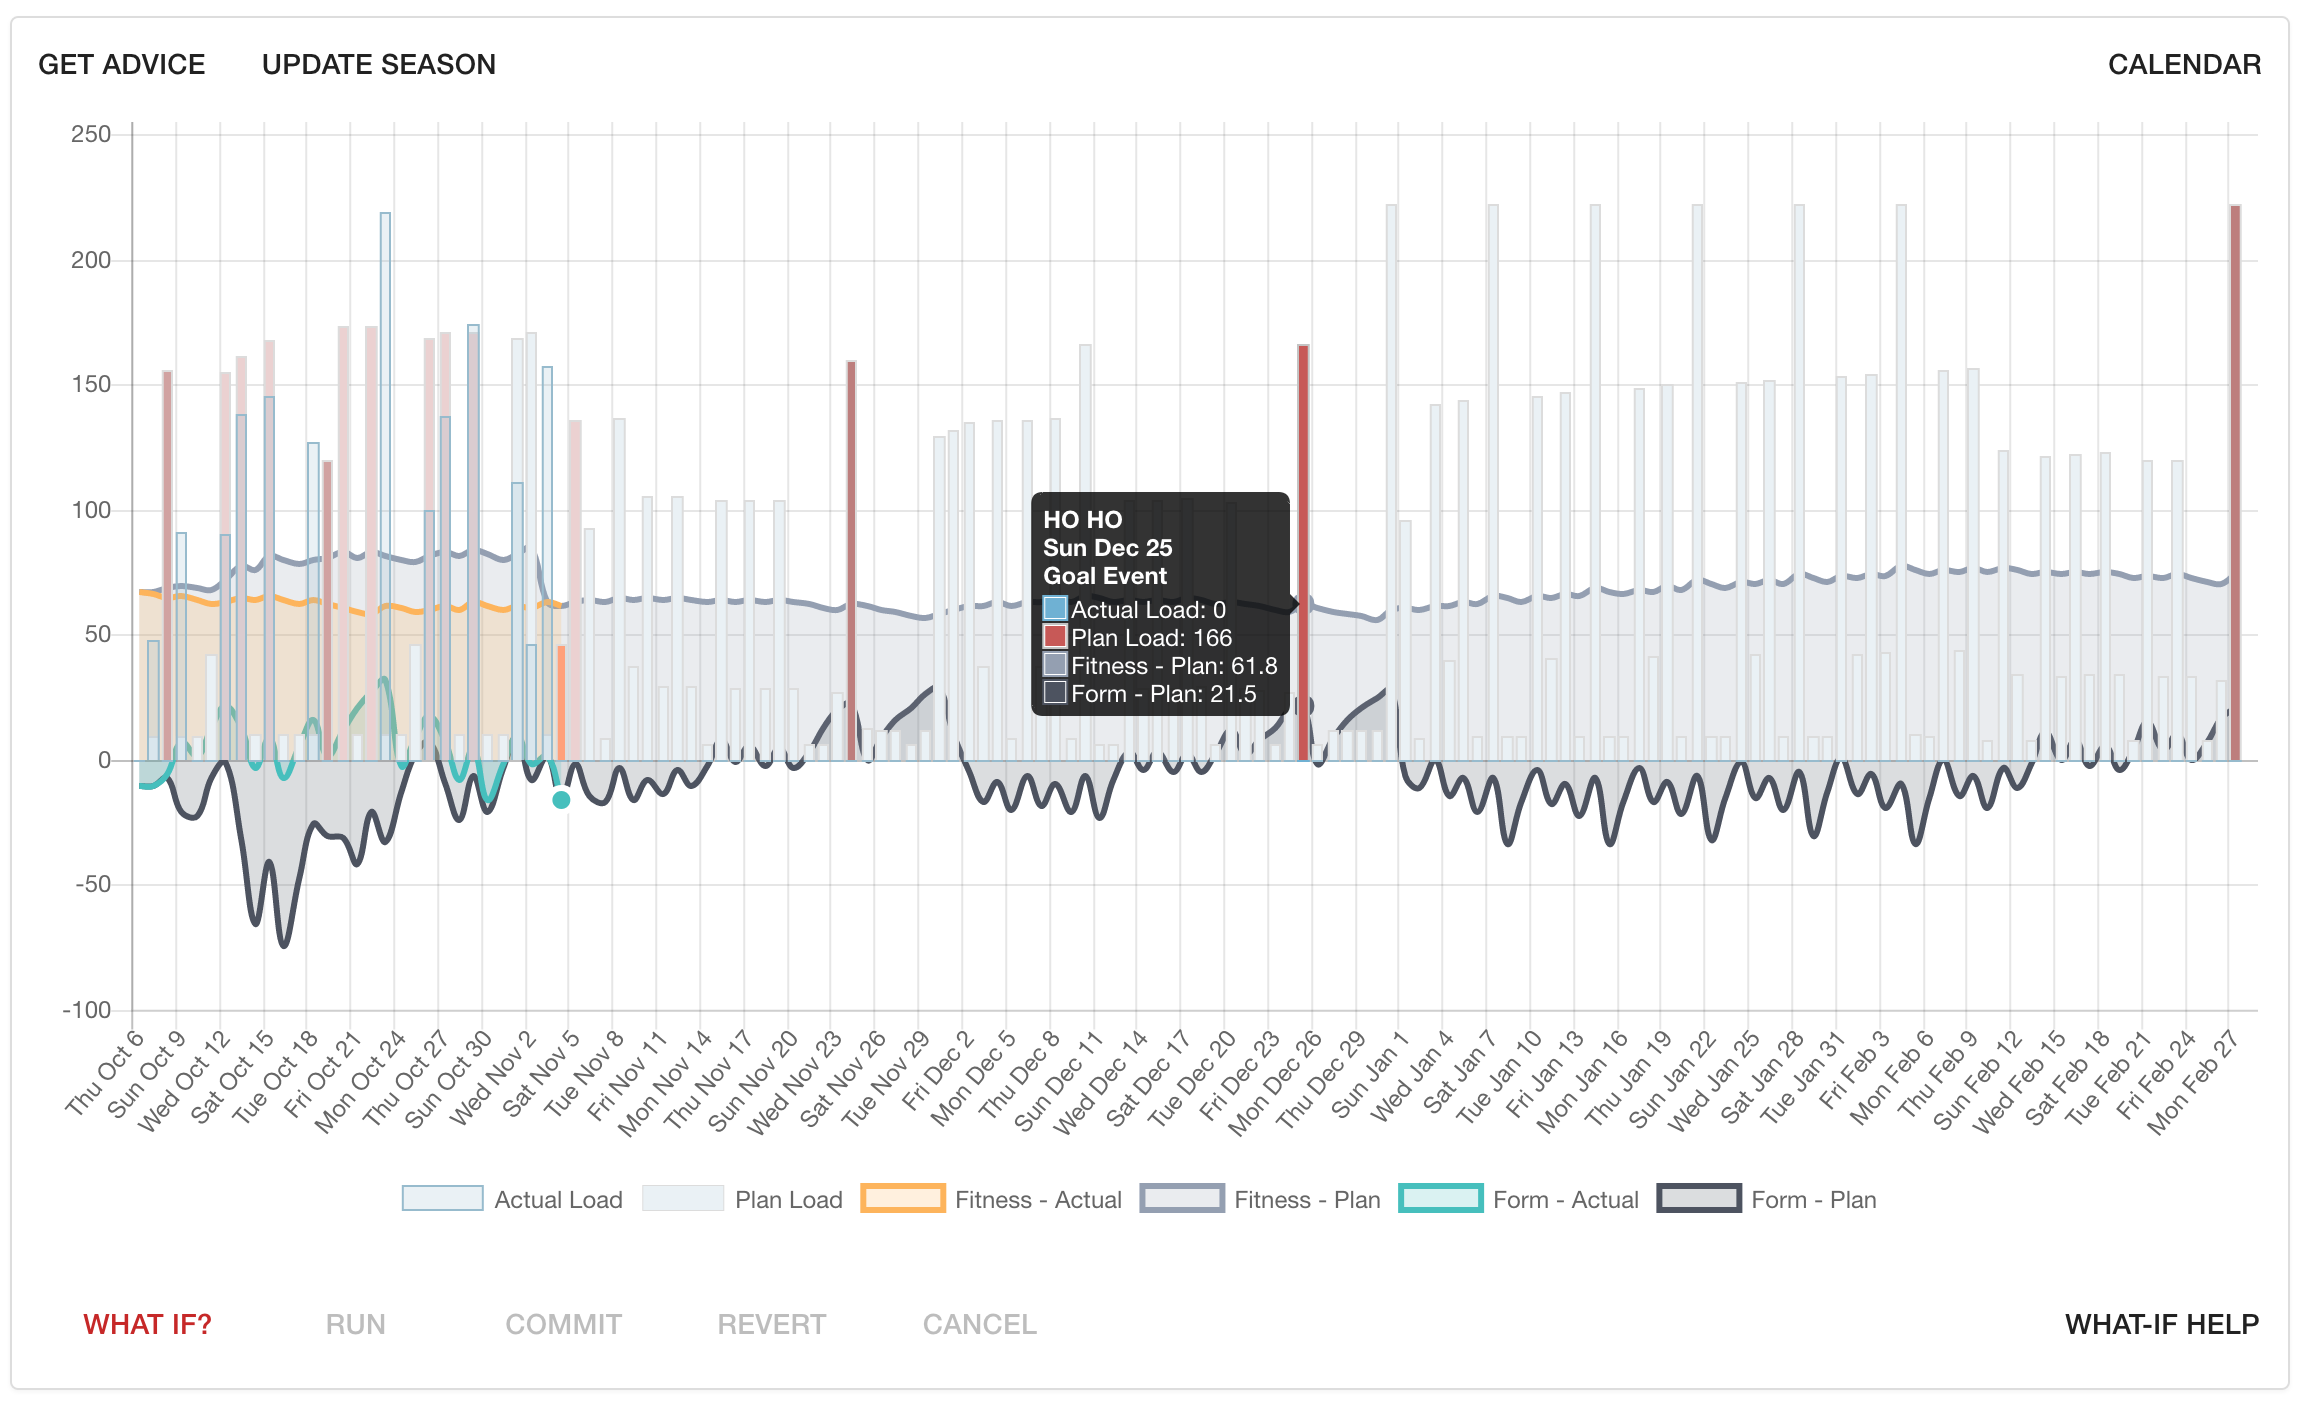 GET ADVICE UPDATE SEASON CALENDAR
250
200
150
100
50
0
-50
-100
HO HO
Sun Dec 25
Goal Event
Actual Load: 0
Plan Load: 166
Fitness - Plan: 61.8
Form - Plan: 21.5
Thu Oct 6
Sun Oct 9
Wed Oct 12
Sat Oct 15
Tue Oct 18
Fri Oct 21
Mon Oct 24
Thu Oct 27
Sun Oct 30
Wed Nov 2
Sat Nov 5
Tue Nov 8
Fri Nov 11
Mon Nov 14
Thu Nov 17
Sun Nov 20
Wed Nov 23
Sat Nov 26
Tue Nov 29
Fri Dec 2
Mon Dec 5
Thu Dec 8
Sun Dec 11
Wed Dec 14
Sat Dec 17
Tue Dec 20
Fri Dec 23
Mon Dec 26
Thu Dec 29
Sun Jan 1
Wed Jan 4
Sat Jan 7
Tue Jan 10
Fri Jan 13
Mon Jan 16
Thu Jan 19
Sun Jan 22
Wed Jan 25
Sat Jan 28
Tue Jan 31
Fri Feb 3
Mon Feb 6
Thu Feb 9
Sun Feb 12
Wed Feb 15
Sat Feb 18
Tue Feb 21
Fri Feb 24
Mon Feb 27
Actual Load Plan Load Fitness - Actual Fitness - Plan Form - Actual Form - Plan
WHAT IF? RUN COMMIT REVERT CANCEL WHAT-IF HELP